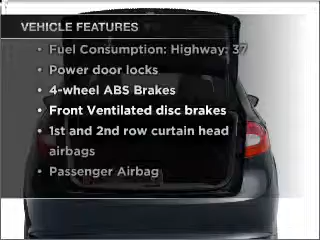 VEHICLE FEATURES
• Fuel Consumption: Highway: 37
• Power door locks
• 4-wheel ABS Brakes
• Front Ventilated disc brakes
• 1st and 2nd row curtain head
airbags
• Passenger Airbag